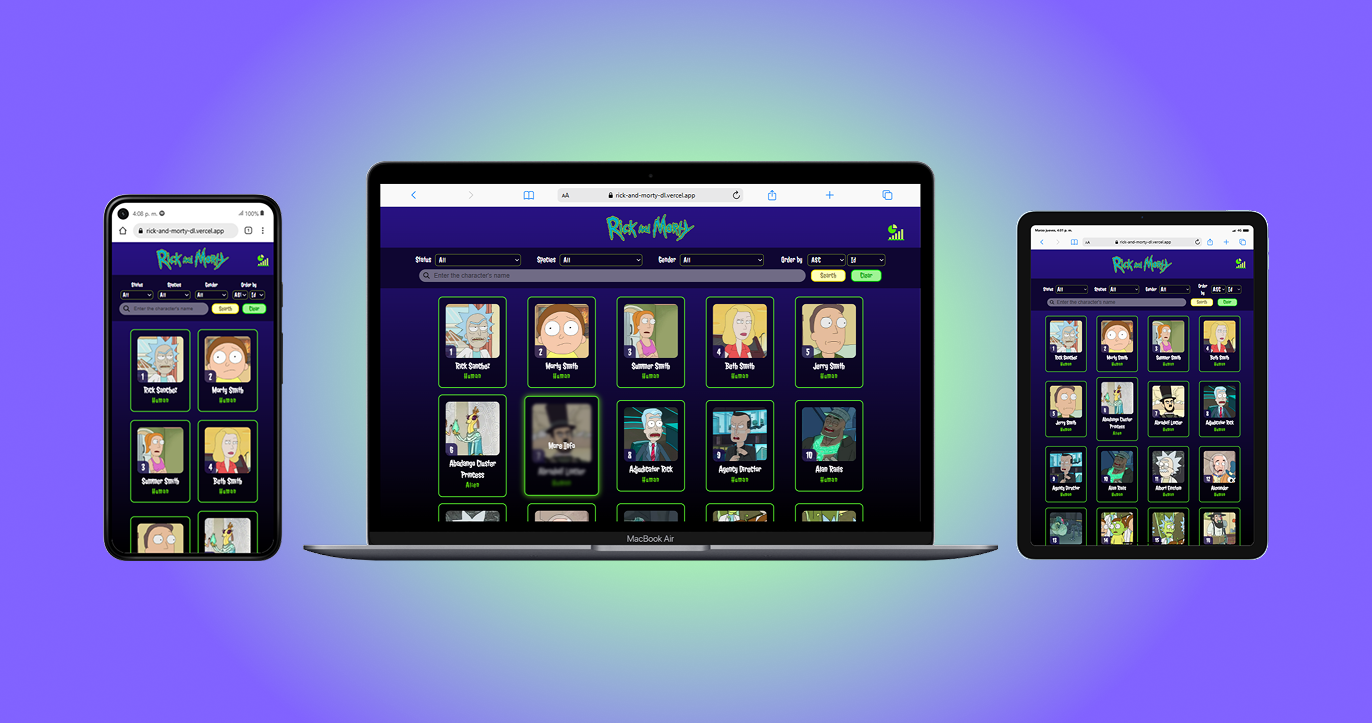 4:08 p. m.
100%
rick-and-morty-dl.vercel.app
1
Rick and Morty
Status Species Gender Order by
All All All ASC Id
Enter the character's name Search Clear
1 2
Rick Sanchez Morty Smith
Human Human
3 4
Summer Smith Beth Smith
Human Human
AA rick-and-morty-dl.vercel.app
Rick and Morty
Status All Species All Gender All Order by ASC Id
Enter the character's name Search Clear
1 2 3 4 5
Rick Sanchez Morty Smith Summer Smith Beth Smith Jerry Smith
Human Human Human Human Human
6 More Info 8 9 10
Abadango Cluster Princess Adjudicator Rick Agency Director Alan Rails
Alien Human Human Human
MacBook Air
AA rick-and-morty-dl.vercel.app
Rick and Morty
Status All Species All Gender All Order by ASC Id
Enter the character's name Search Clear
1 2 3 4
Rick Sanchez Morty Smith Summer Smith Beth Smith
Human Human Human Human
5 6 7 8
Jerry Smith Abadango Cluster Princess Abradolf Lincler Adjudicator Rick
Human Alien Human Human
9 10 11 12
Agency Director Alan Rails Albert Einstein Alexander
Human Human Human Human
13 14 15 16